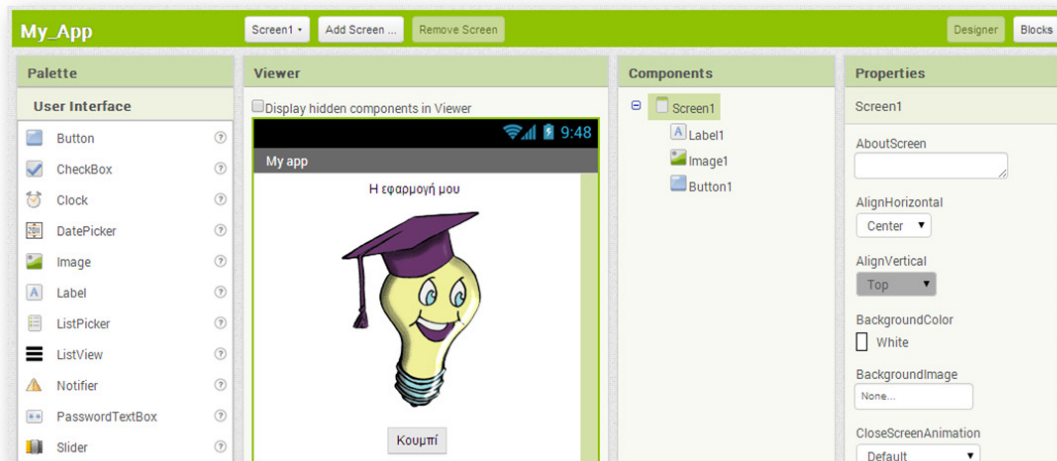 My_App
Screen1
Add Screen ...
Remove Screen
Designer
Blocks
Palette
User Interface
Button
CheckBox
Clock
DatePicker
Image
Label
ListPicker
ListView
Notifier
PasswordTextBox
Slider
Viewer
Display hidden components in Viewer
9:48
My app
Η εφαρμογή μου
Κουμπί
Components
Screen1
Label1
Image1
Button1
Properties
Screen1
AboutScreen
AlignHorizontal
Center
AlignVertical
Top
BackgroundColor
White
BackgroundImage
None...
CloseScreenAnimation
Default